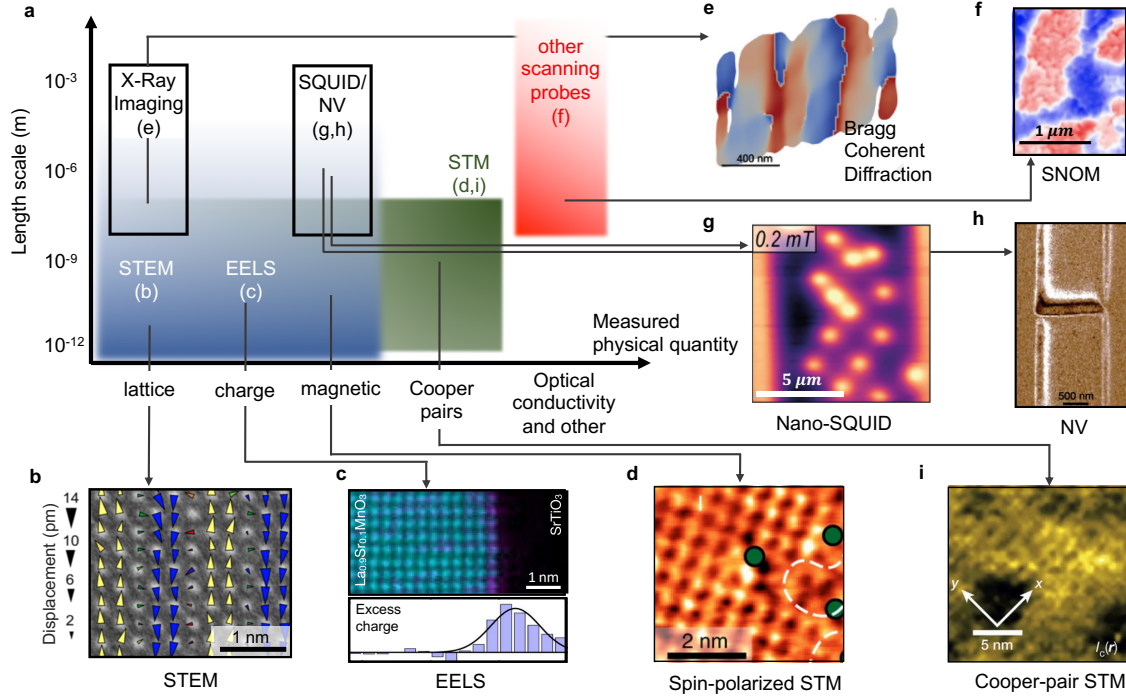 a
Length scale (m)
10⁻³
10⁻⁶
10⁻⁹
10⁻¹²
X-Ray
Imaging
(e)
SQUID/
NV
(g,h)
other
scanning
probes
(f)
STM
(d,i)
STEM
(b)
EELS
(c)
Measured
physical quantity
lattice
charge
magnetic
Cooper
pairs
Optical
conductivity
and other
e
400 nm
Bragg
Coherent
Diffraction
f
1 μm
SNOM
g
0.2 mT
5 μm
Nano-SQUID
h
500 nm
NV
b
Displacement (pm)
14
10
6
2
1 nm
STEM
c
La₀.₉Sr₀.₁MnO₃
SrTiO₃
1 nm
Excess
charge
EELS
d
2 nm
Spin-polarized STM
i
y
x
5 nm
I_c(r)
Cooper-pair STM